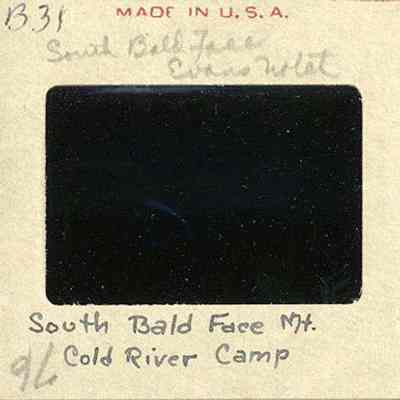 B31
MADE IN U.S.A.
South Bald Face
Evans Notch
South Bald Face Mt.
96 Cold River Camp